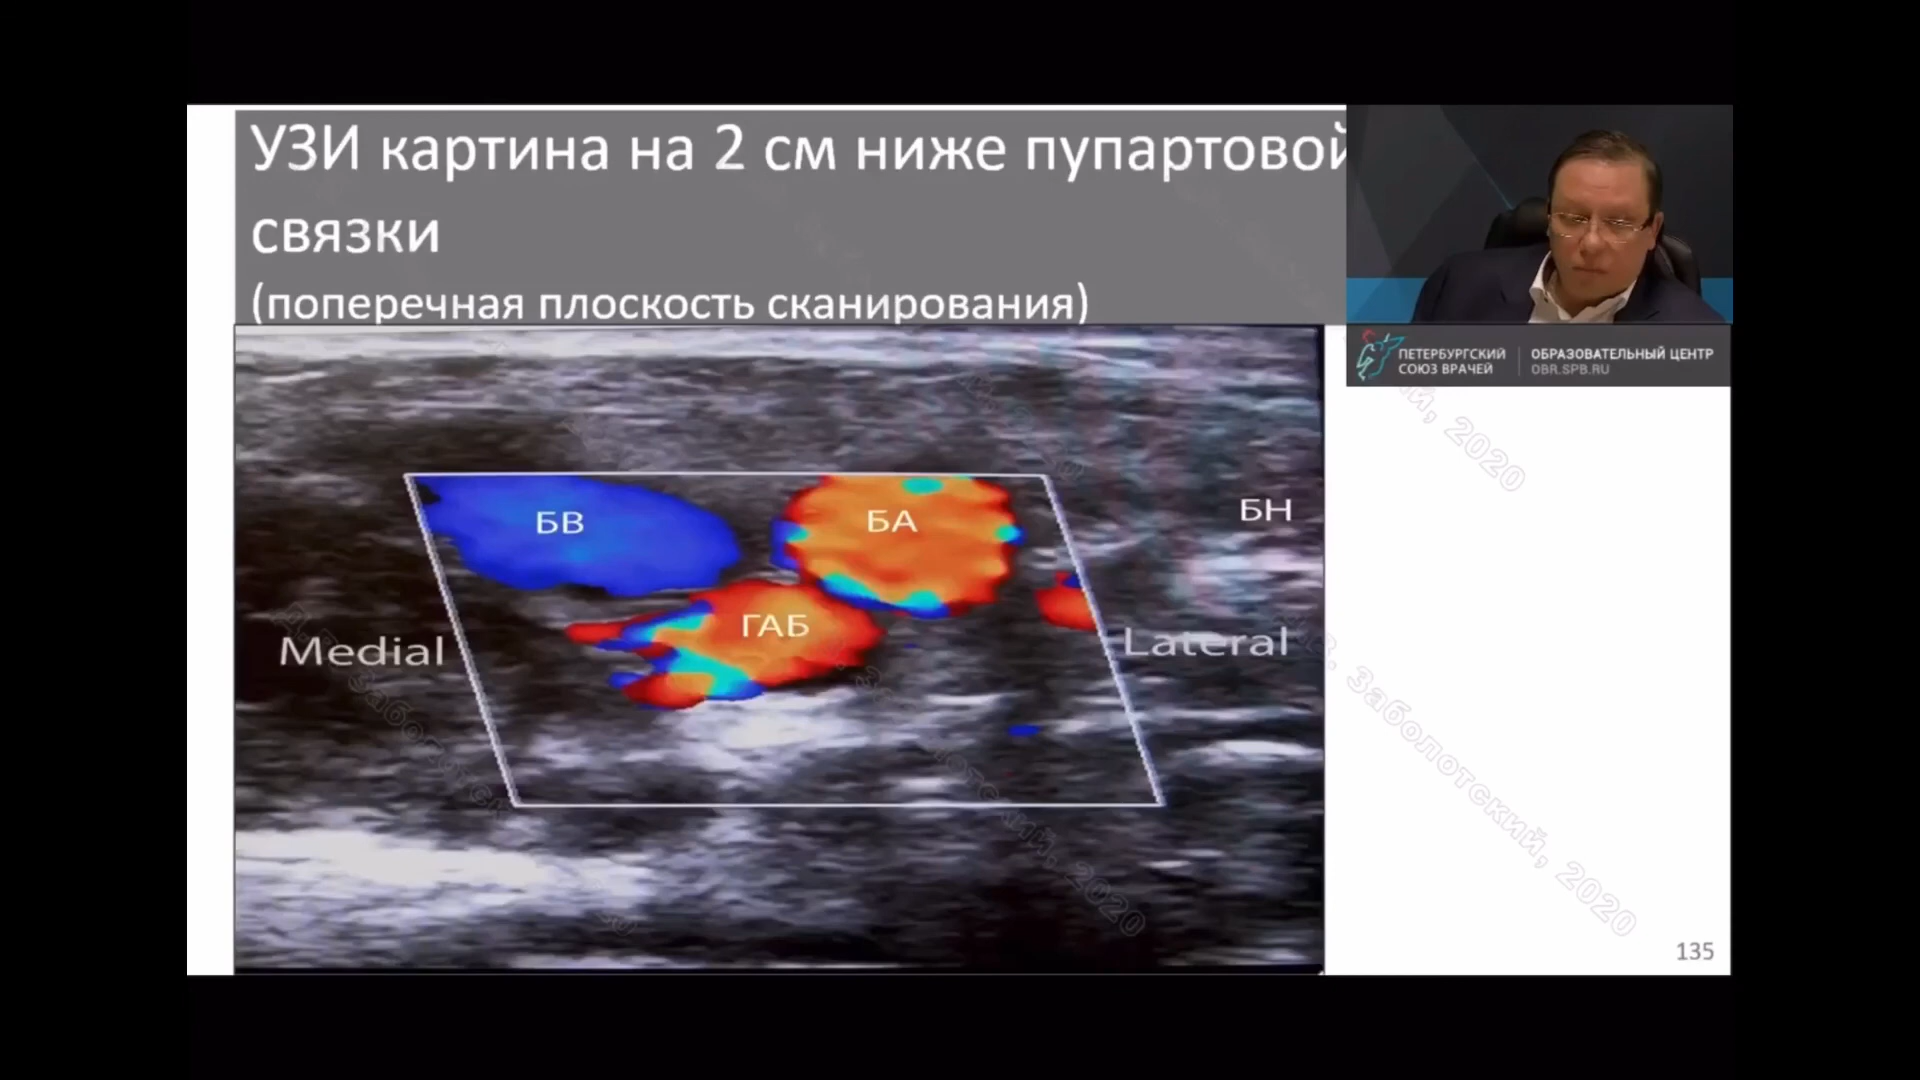 УЗИ картина на 2 см ниже пупартовой
связки
(поперечная плоскость сканирования)
ПЕТЕРБУРГСКИЙ
СОЮЗ ВРАЧЕЙ
ОБРАЗОВАТЕЛЬНЫЙ ЦЕНТР
OBR.SPB.RU
БВ
БА
БН
ГАБ
Medial
Lateral
Заболотский, 2020
135